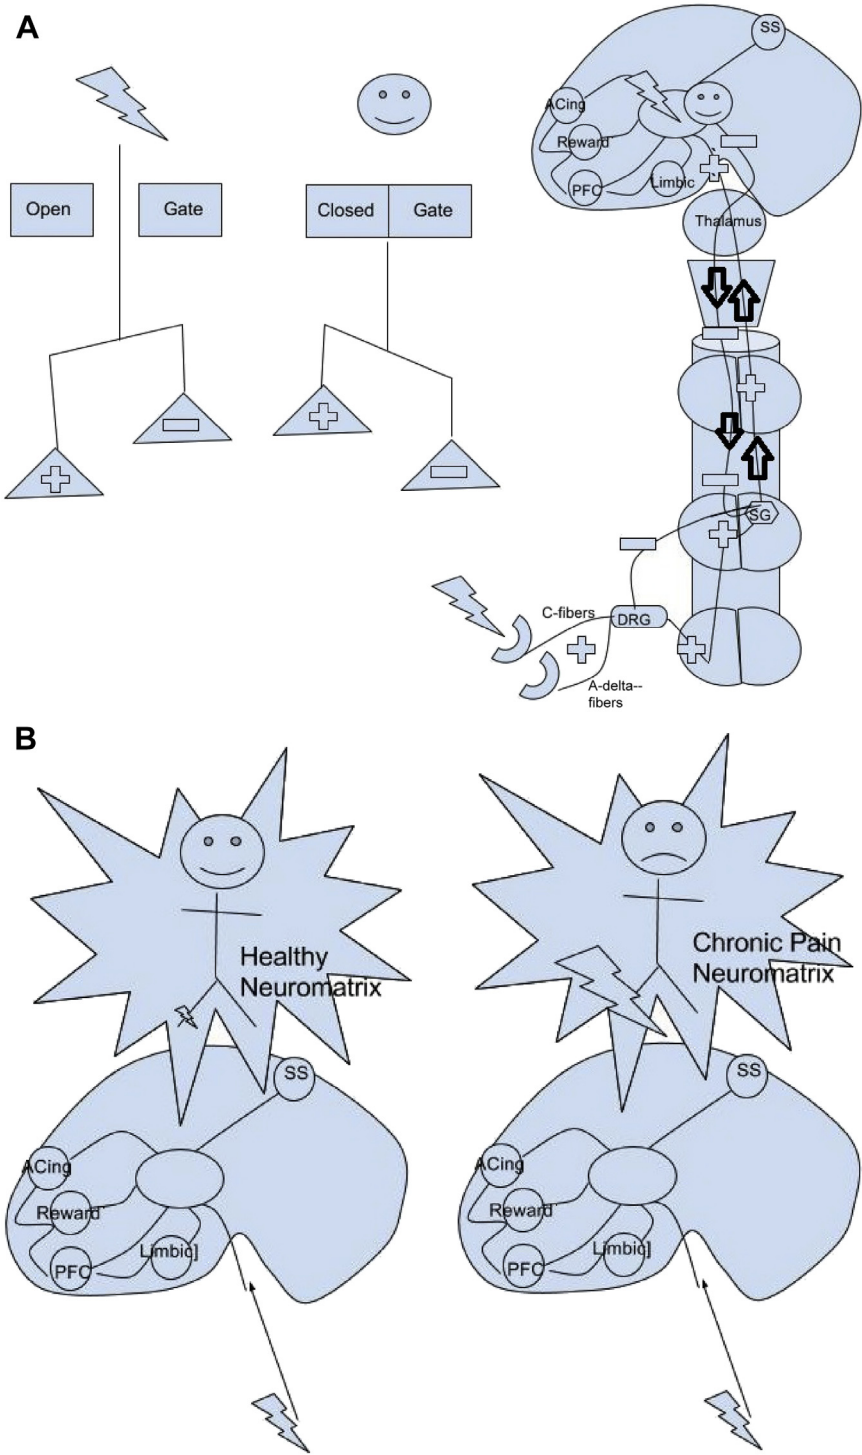 A
Open
Gate
Closed
Gate
SS
ACing
Reward
PFC
Limbic
Thalamus
SG
C-fibers
DRG
A-delta--
fibers
B
Healthy
Neuromatrix
Chronic Pain
Neuromatrix
SS
ACing
Reward
PFC
Limbic]
SS
ACing
Reward
PFC
Limbic]